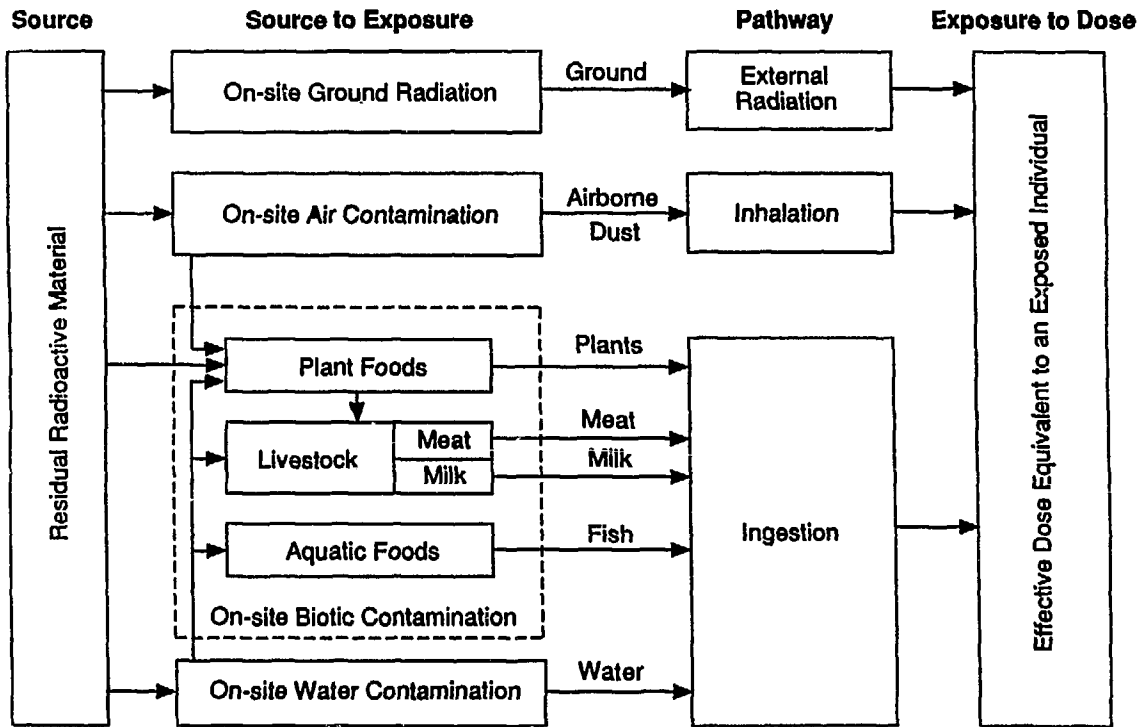 Source
Source to Exposure
Pathway
Exposure to Dose
Residual Radioactive Material
On-site Ground Radiation
Ground
External
Radiation
On-site Air Contamination
Airborne
Dust
Inhalation
Plant Foods
Plants
Livestock
Meat
Milk
Meat
Milk
Aquatic Foods
Fish
On-site Biotic Contamination
Ingestion
On-site Water Contamination
Water
Effective Dose Equivalent to an Exposed Individual